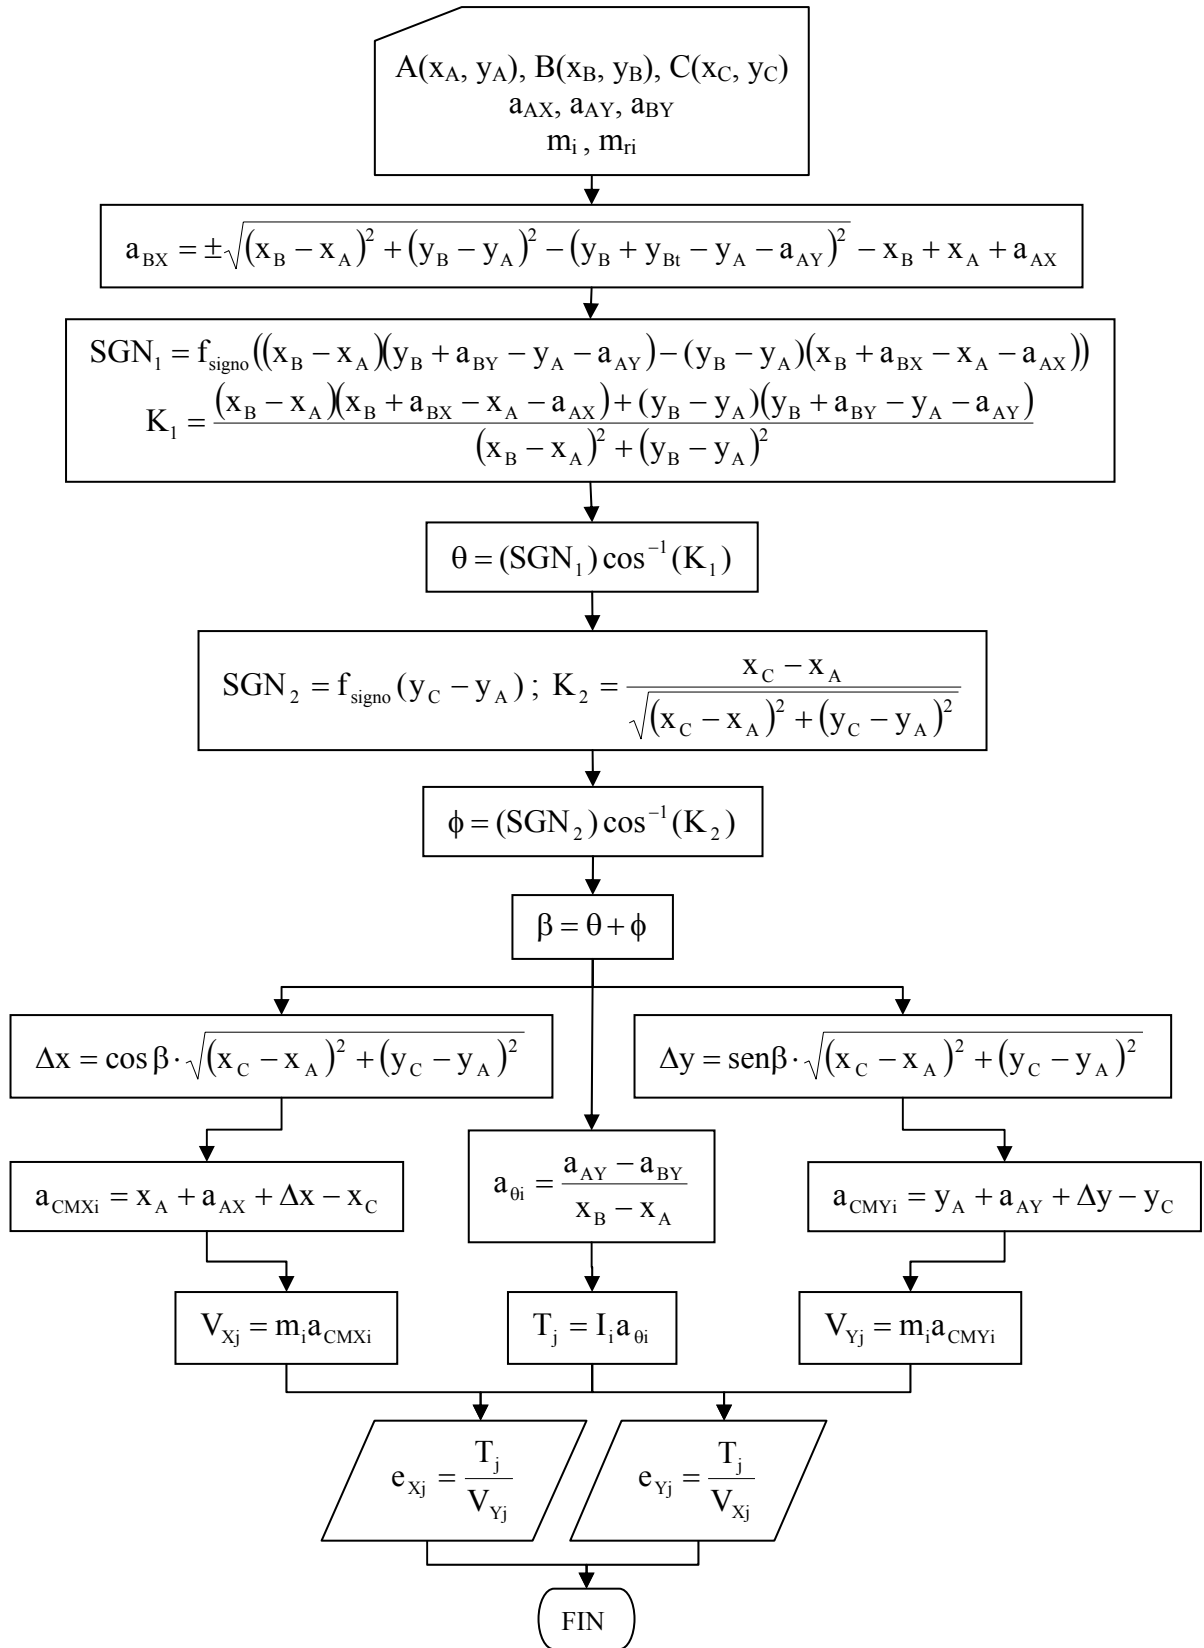 A(x_A, y_A), B(x_B, y_B), C(x_C, y_C)
a_AX, a_AY, a_BY
m_i , m_ri
a_BX = ±√((x_B − x_A)² + (y_B − y_A)² − (y_B + y_Bt − y_A − a_AY)²) − x_B + x_A + a_AX
SGN_1 = f_signo((x_B − x_A)(y_B + a_BY − y_A − a_AY) − (y_B − y_A)(x_B + a_BX − x_A − a_AX))
K_1 = ((x_B − x_A)(x_B + a_BX − x_A − a_AX) + (y_B − y_A)(y_B + a_BY − y_A − a_AY)) / ((x_B − x_A)² + (y_B − y_A)²)
θ = (SGN_1) cos⁻¹(K_1)
SGN_2 = f_signo(y_C − y_A) ; K_2 = (x_C − x_A) / √((x_C − x_A)² + (y_C − y_A)²)
ϕ = (SGN_2) cos⁻¹(K_2)
β = θ + ϕ
Δx = cos β · √((x_C − x_A)² + (y_C − y_A)²)
Δy = senβ · √((x_C − x_A)² + (y_C − y_A)²)
a_CMXi = x_A + a_AX + Δx − x_C
a_θi = (a_AY − a_BY) / (x_B − x_A)
a_CMYi = y_A + a_AY + Δy − y_C
V_Xj = m_i a_CMXi
T_j = I_i a_θi
V_Yj = m_i a_CMYi
e_Xj = T_j / V_Yj
e_Yj = T_j / V_Xj
FIN